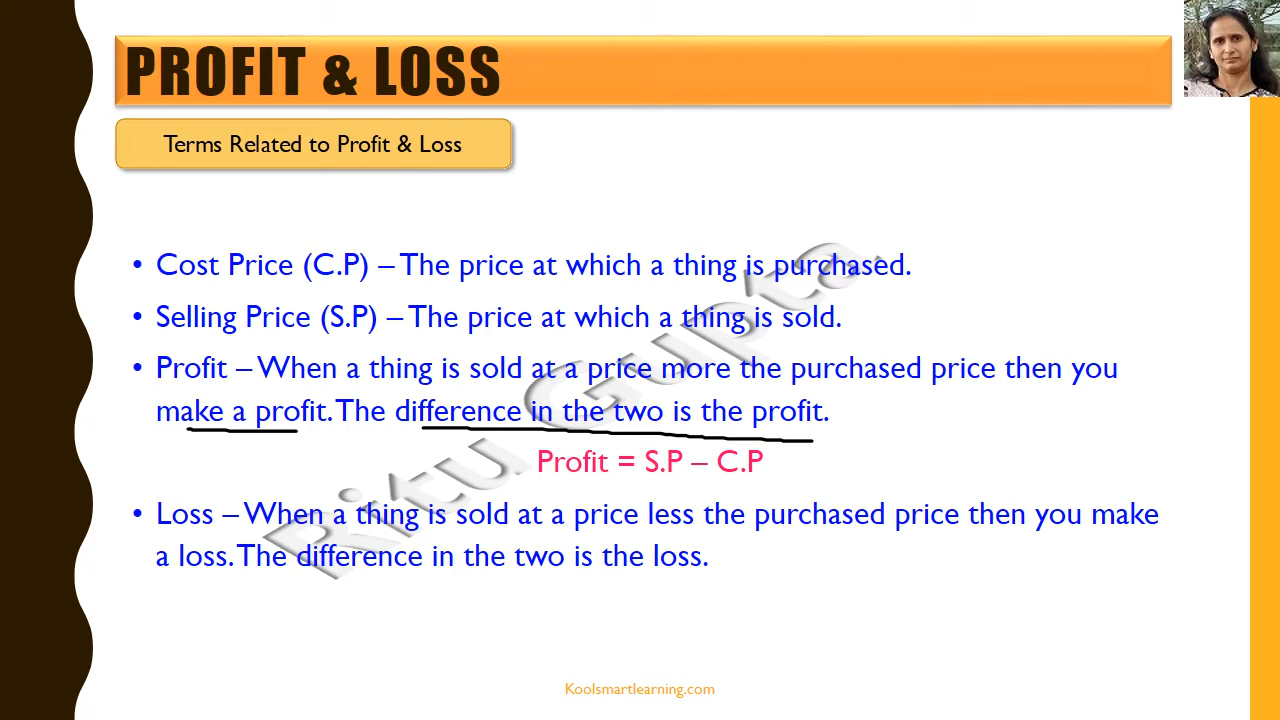 PROFIT & LOSS
Terms Related to Profit & Loss
• Cost Price (C.P) – The price at which a thing is purchased.
• Selling Price (S.P) – The price at which a thing is sold.
• Profit – When a thing is sold at a price more the purchased price then you
make a profit. The difference in the two is the profit.
Profit = S.P – C.P
• Loss – When a thing is sold at a price less the purchased price then you make
a loss. The difference in the two is the loss.
Ritu Gupta
Koolsmartlearning.com